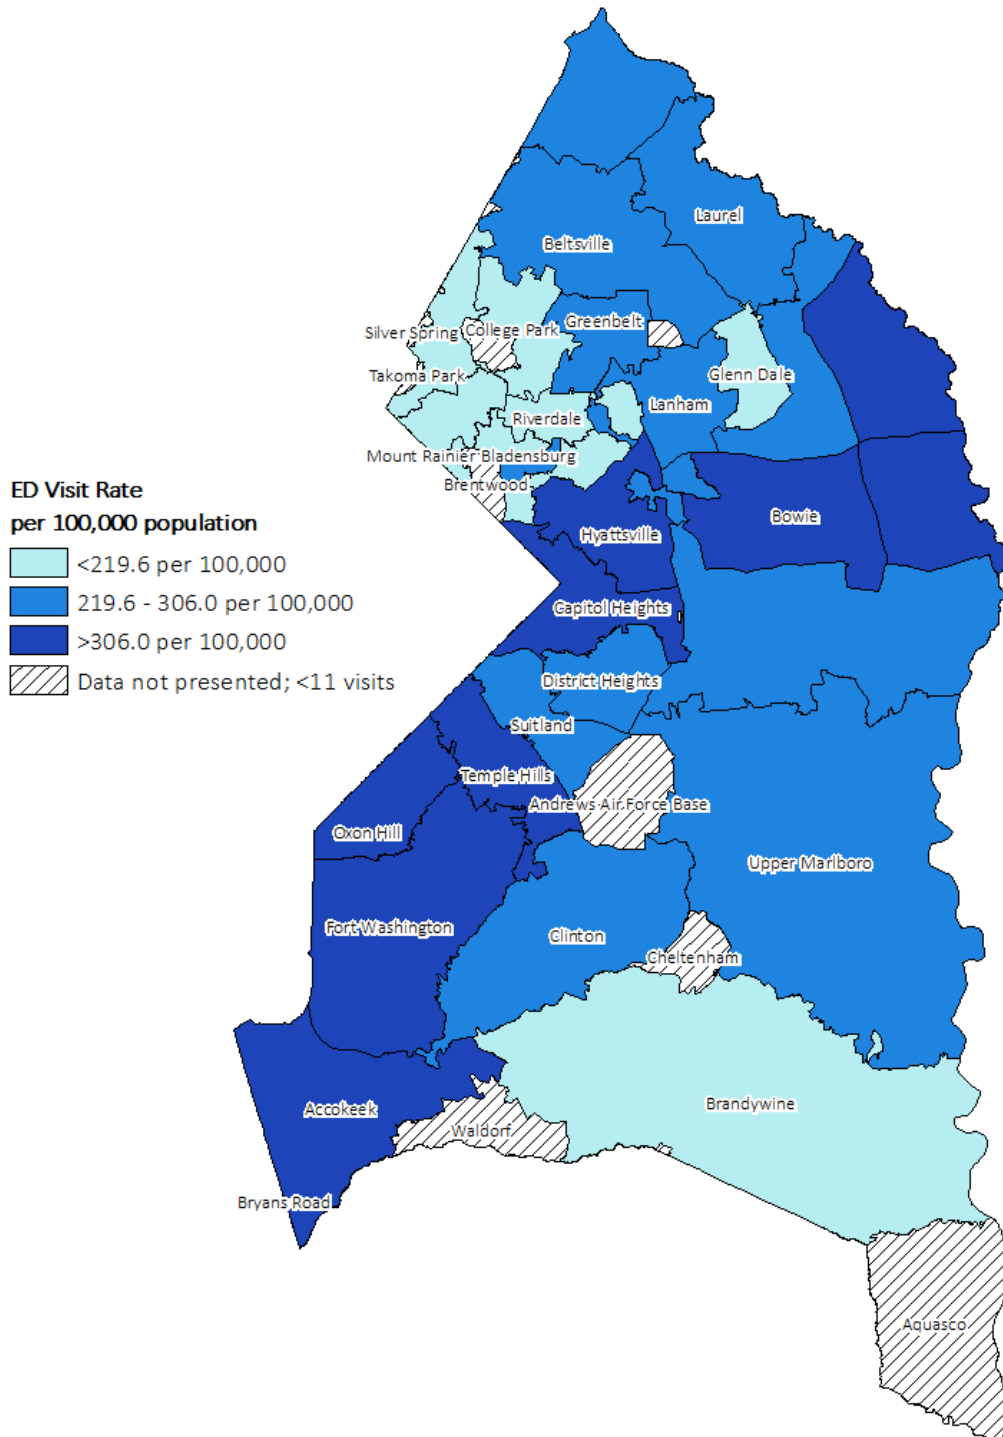 Laurel
Beltsville
Greenbelt
Silver Spring
College Park
Takoma Park
Glenn Dale
Lanham
Riverdale
Mount Rainier
Bladensburg
Brentwood
ED Visit Rate
per 100,000 population
<219.6 per 100,000
219.6 - 306.0 per 100,000
>306.0 per 100,000
Data not presented; <11 visits
Bowie
Hyattsville
Capitol Heights
District Heights
Suitland
Temple Hills
Andrews Air Force Base
Oxon Hill
Upper Marlboro
Fort Washington
Clinton
Cheltenham
Brandywine
Accokeek
Waldorf
Bryans Road
Aquasco